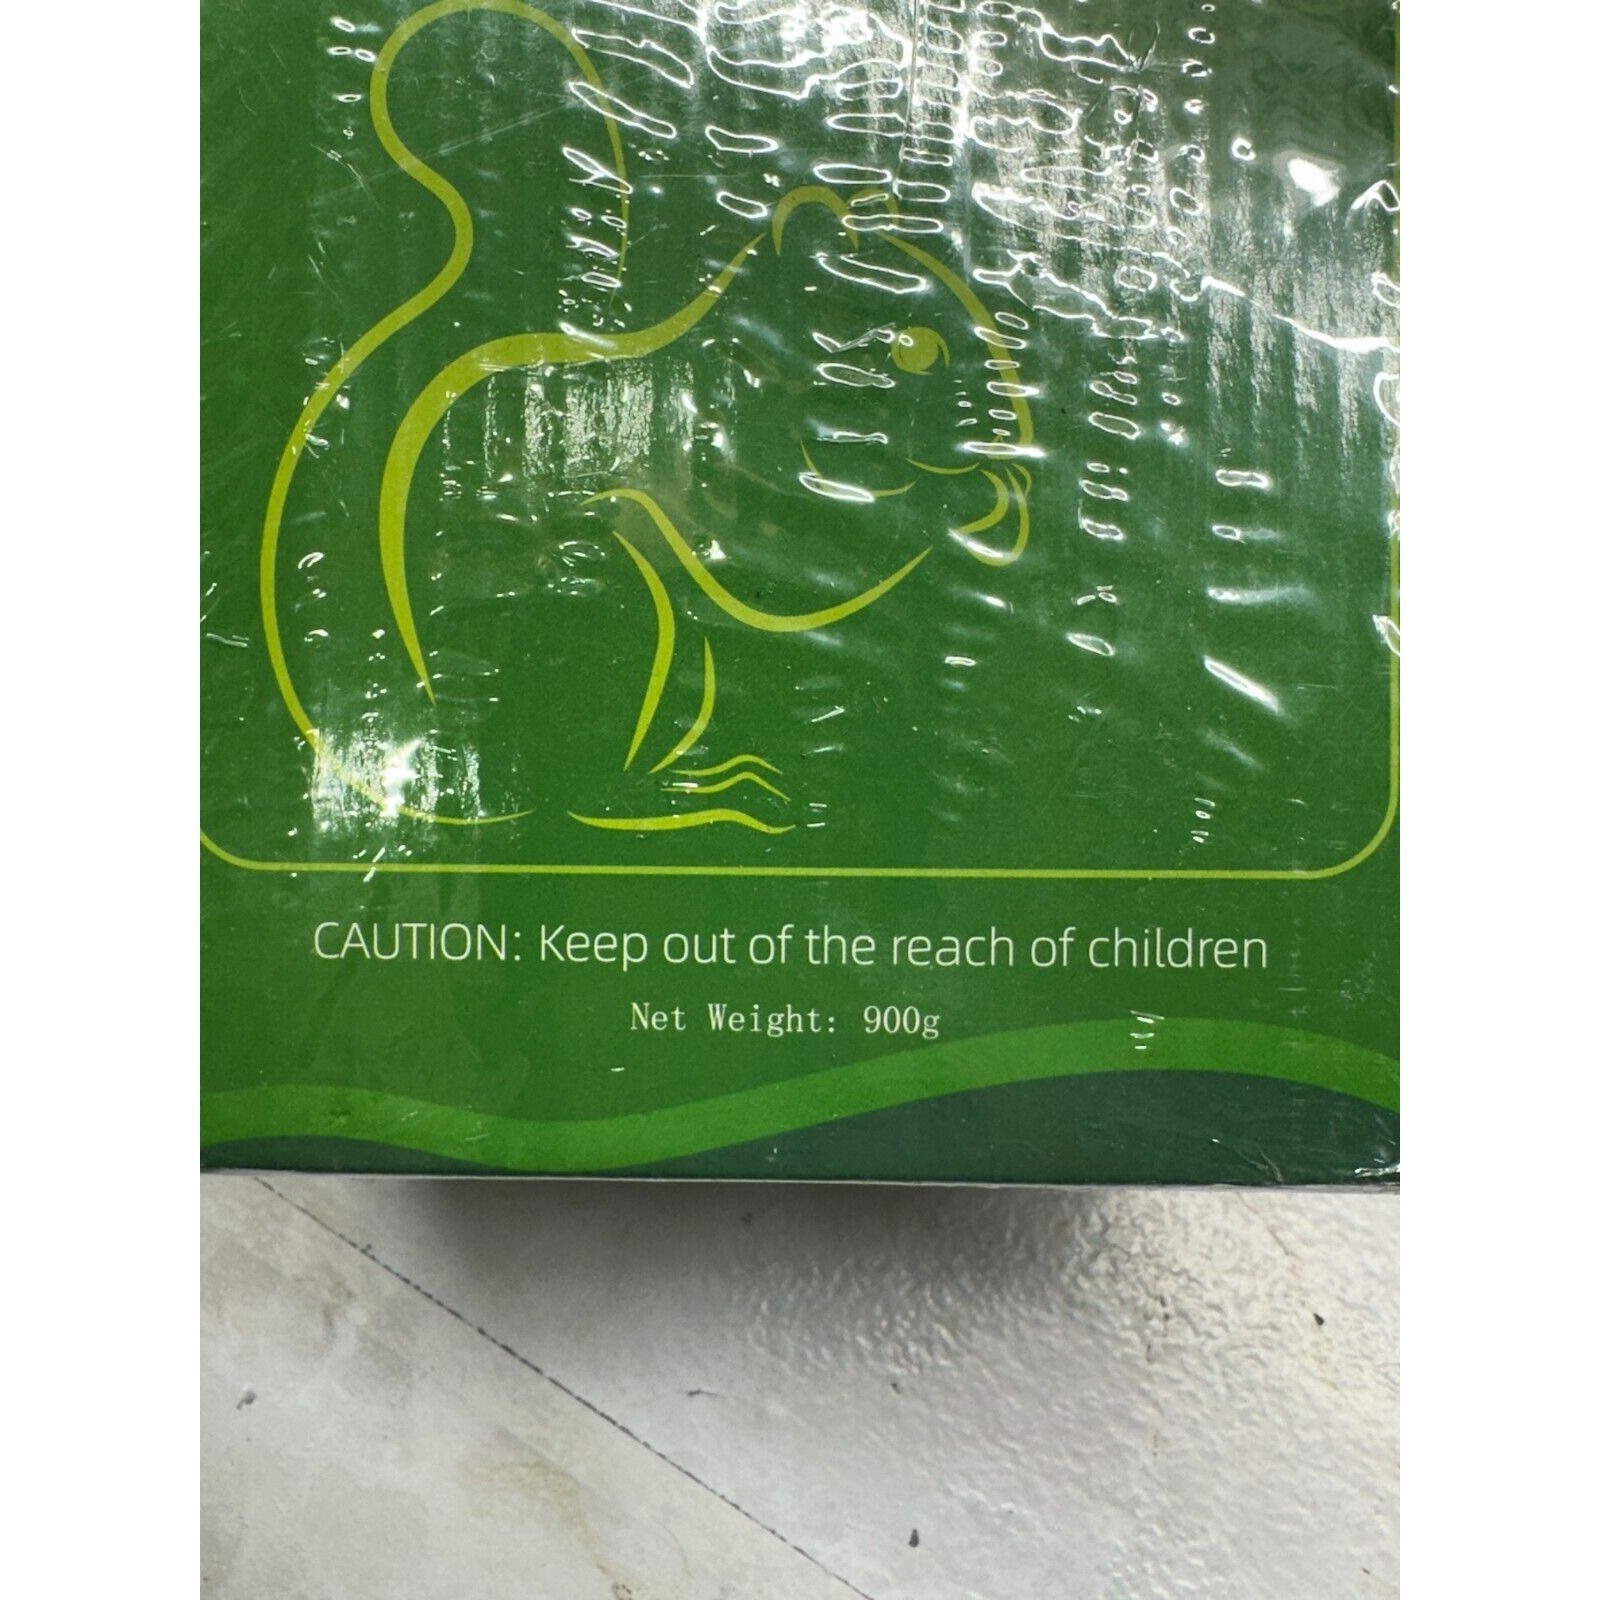 CAUTION: Keep out of the reach of children
Net Weight: 900g